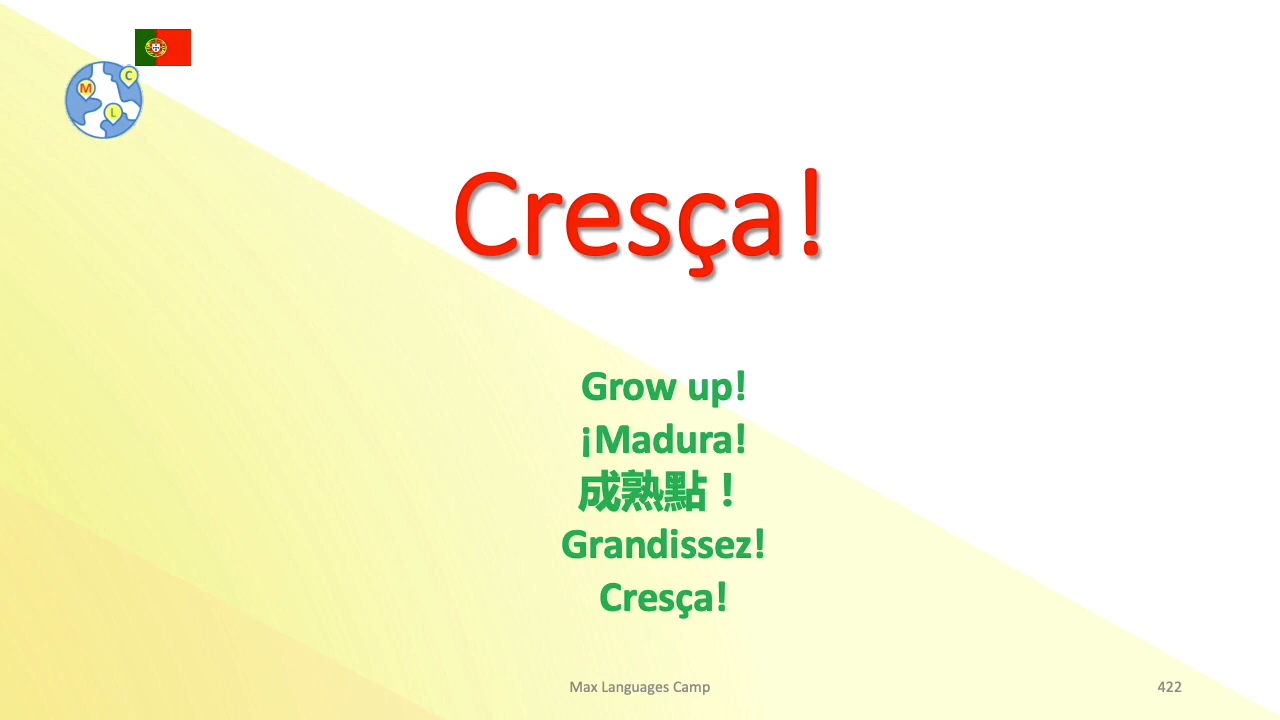 C
M
L
Cresça!
Grow up!
¡Madura!
成熟點！
Grandissez!
Cresça!
Max Languages Camp
422